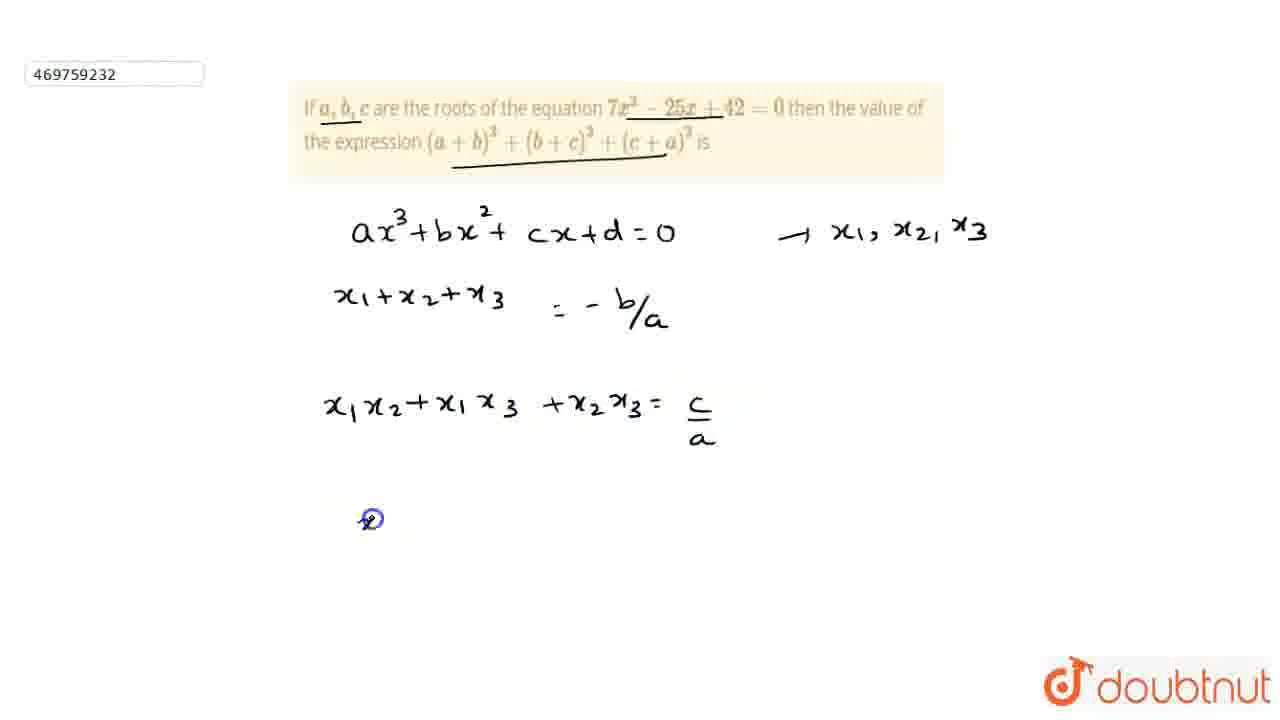 469759232
If a, b, c are the roots of the equation 7x³ − 25x + 42 = 0 then the value of
the expression (a + b)³ + (b + c)³ + (c + a)³ is
ax³ + bx² + cx + d = 0 → x₁, x₂, x₃
x₁ + x₂ + x₃ = − b/a
x₁x₂ + x₁x₃ + x₂x₃ = c/a
x
doubtnut